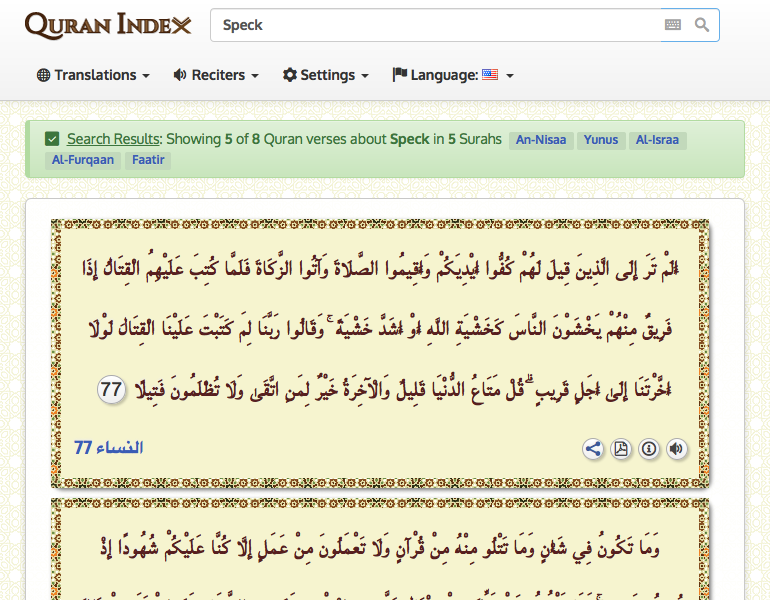 QURAN INDEX
Speck
Translations
Reciters
Settings
Language:
Search Results: Showing 5 of 8 Quran verses about Speck in 5 Surahs An-Nisaa Yunus Al-Israa
Al-Furqaan Faatir
أَلَمْ تَرَ إِلَى الَّذِينَ قِيلَ لَهُمْ كُفُّوا أَيْدِيَكُمْ وَأَقِيمُوا الصَّلَاةَ وَآتُوا الزَّكَاةَ فَلَمَّا كُتِبَ عَلَيْهِمُ الْقِتَالُ إِذَا
فَرِيقٌ مِنْهُمْ يَخْشَوْنَ النَّاسَ كَخَشْيَةِ اللَّهِ أَوْ أَشَدَّ خَشْيَةً ۚ وَقَالُوا رَبَّنَا لِمَ كَتَبْتَ عَلَيْنَا الْقِتَالَ لَوْلَا
أَخَّرْتَنَا إِلَىٰ أَجَلٍ قَرِيبٍ ۗ قُلْ مَتَاعُ الدُّنْيَا قَلِيلٌ وَالْآخِرَةُ خَيْرٌ لِمَنِ اتَّقَىٰ وَلَا تُظْلَمُونَ فَتِيلًا 77
النساء 77
وَمَا تَكُونُ فِي شَأْنٍ وَمَا تَتْلُو مِنْهُ مِنْ قُرْآنٍ وَلَا تَعْمَلُونَ مِنْ عَمَلٍ إِلَّا كُنَّا عَلَيْكُمْ شُهُودًا إِذْ